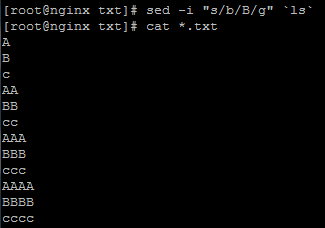 [root@nginx txt]# sed -i "s/b/B/g" `ls`
[root@nginx txt]# cat *.txt
A
B
c
AA
BB
cc
AAA
BBB
ccc
AAAA
BBBB
cccc